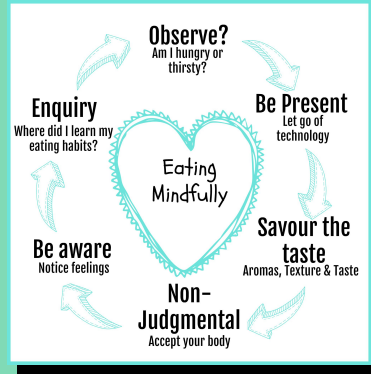 Observe?
Am I hungry or
thirsty?
Be Present
Let go of
technology
Savour the
taste
Aromas, Texture & Taste
Non-
Judgmental
Accept your body
Be aware
Notice feelings
Enquiry
Where did I learn my
eating habits?
Eating
Mindfully